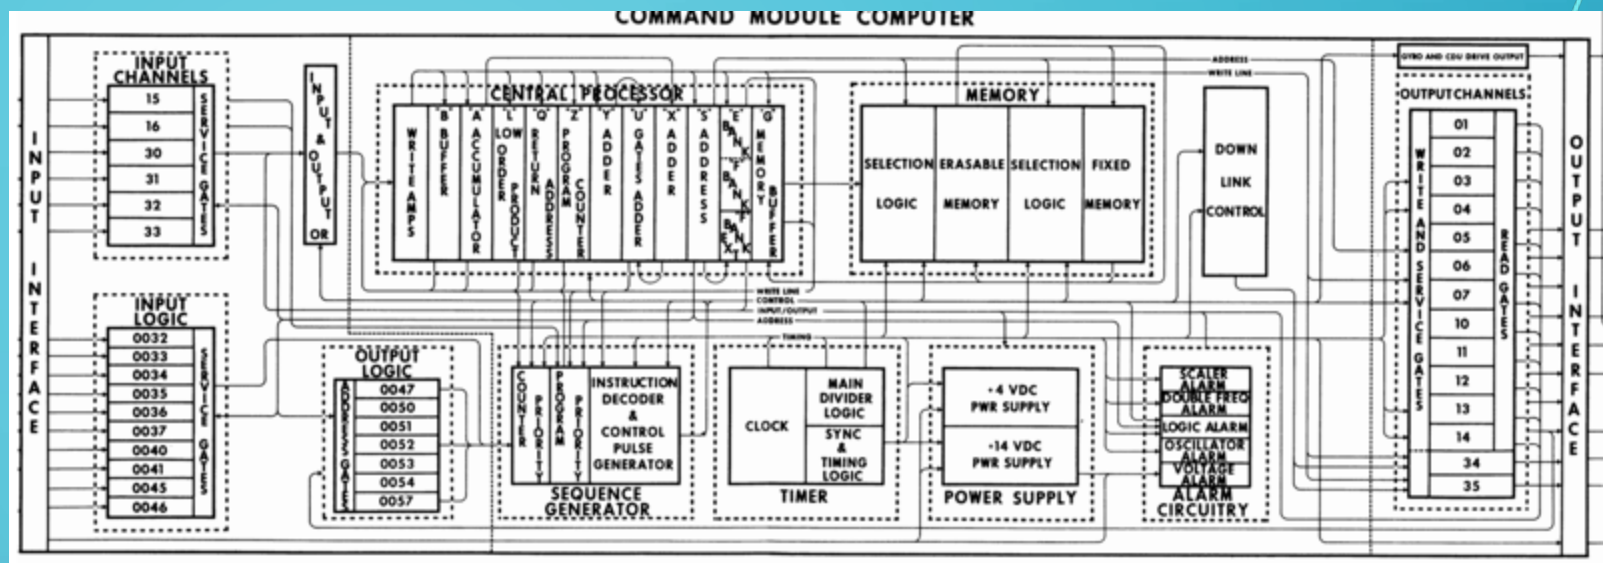 COMMAND MODULE COMPUTER
INPUT INTERFACE
INPUT CHANNELS
15
16
30
31
32
33
SERVICE GATES
INPUT LOGIC
0032
0033
0034
0035
0036
0037
0040
0041
0045
0046
SERVICE GATES
INPUT & OUTPUT OR
OUTPUT LOGIC
ADDRESS GATES
0047
0050
0051
0052
0053
0054
0057
CENTRAL PROCESSOR
WRITE AMPS
"B" BUFFER
"A" ACCUMULATOR
"L" LOW ORDER PRODUCT
"Q" RETURN ADDRESS
"Z" PROGRAM COUNTER
"Y" ADDER
"U" GATES ADDER
"X" ADDER
"S" ADDRESS
"E" BANK
"F" BANK
"F" BANK EXT
"G" MEMORY BUFFER
WRITE LINE
CONTROL
INPUT/OUTPUT
ADDRESS
TIMING
SEQUENCE GENERATOR
COUNTER PRIORITY
PROGRAM PRIORITY
INSTRUCTION DECODER & CONTROL PULSE GENERATOR
CLOCK
MAIN DIVIDER LOGIC
SYNC & TIMING LOGIC
TIMER
MEMORY
SELECTION LOGIC
ERASABLE MEMORY
SELECTION LOGIC
FIXED MEMORY
+4 VDC PWR SUPPLY
+14 VDC PWR SUPPLY
POWER SUPPLY
ADDRESS
WRITE LINE
DOWN LINK CONTROL
SCALER ALARM
DOUBLE FREQ ALARM
LOGIC ALARM
OSCILLATOR ALARM
VOLTAGE ALARM
ALARM CIRCUITRY
GYRO AND CDU DRIVE OUTPUT
OUTPUT CHANNELS
WRITE AND SERVICE GATES
01
02
03
04
05
06
07
10
11
12
13
14
34
35
READ GATES
OUTPUT INTERFACE